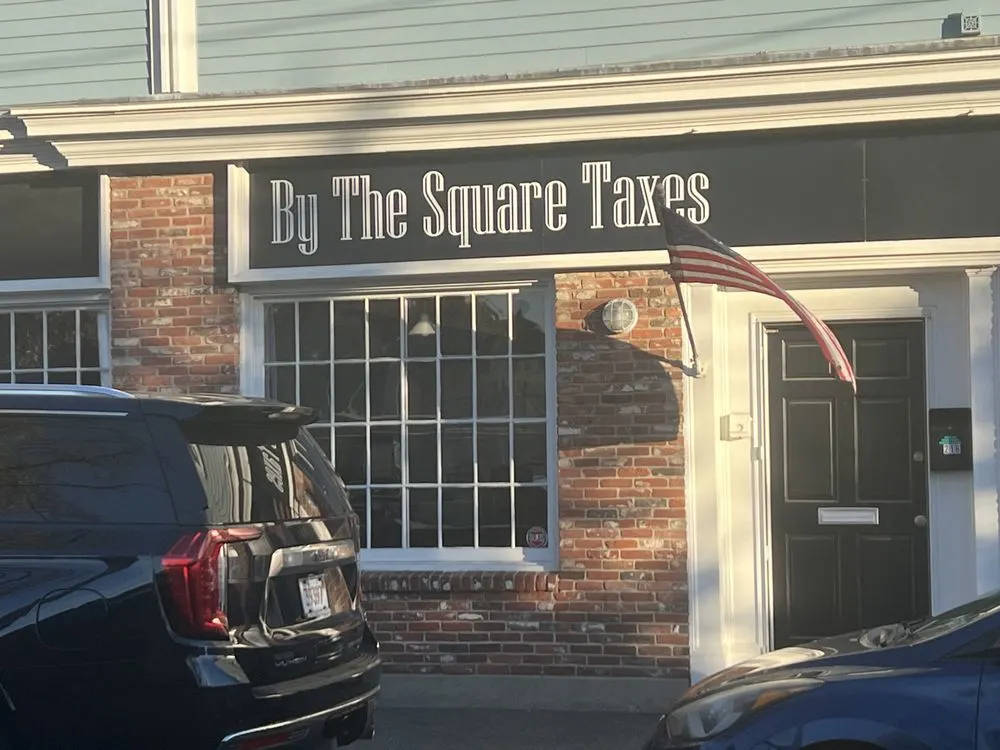 By The Square Taxes